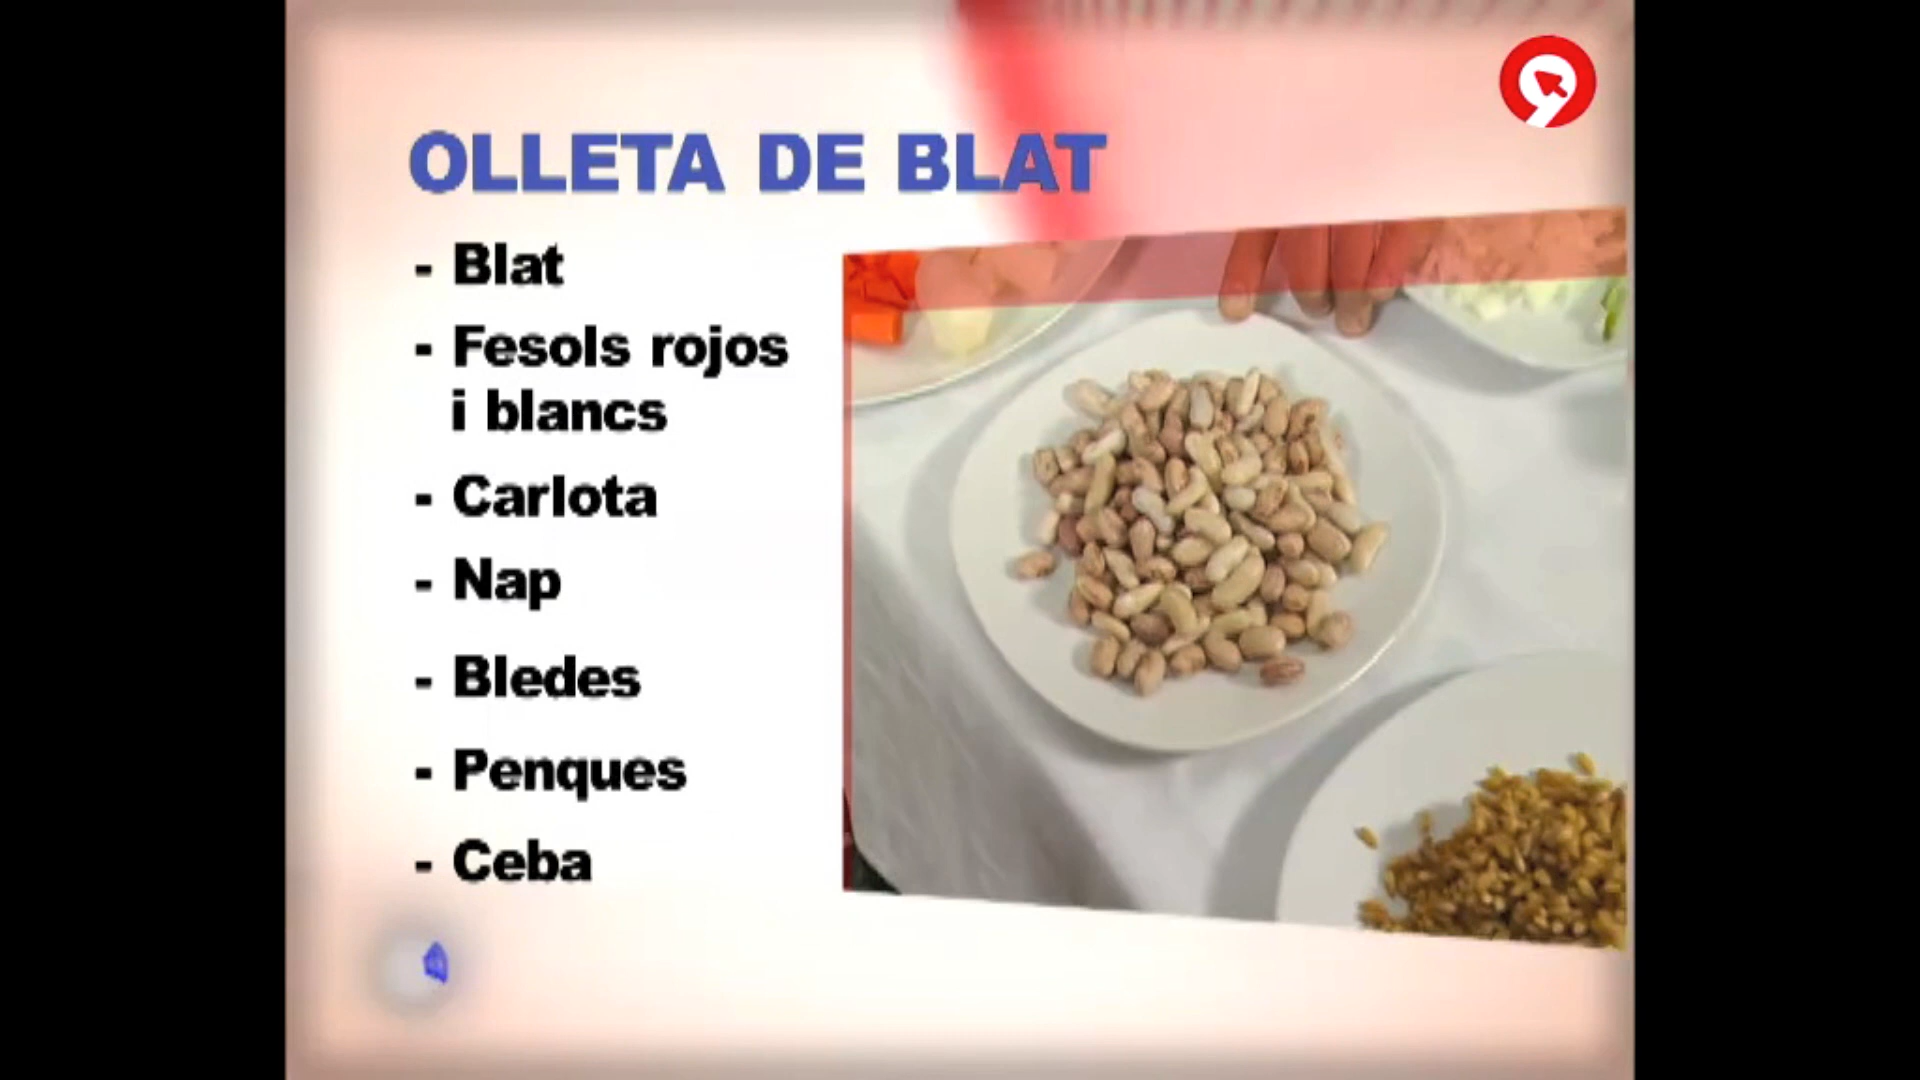 OLLETA DE BLAT
- Blat
- Fesols rojos
i blancs
- Carlota
- Nap
- Bledes
- Penques
- Ceba